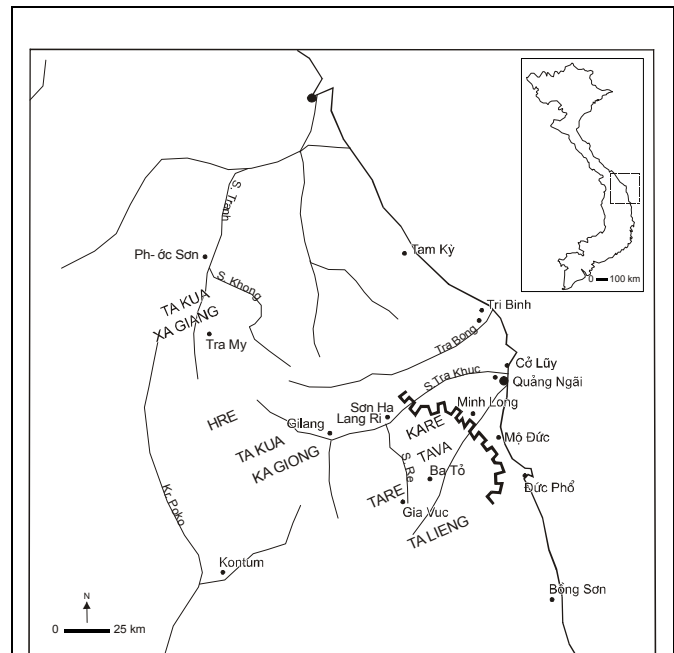 0 100 km
S. Tranh
Ph- ớc Sơn
Tam Kỳ
S. Khong
TA KUA
XA GIANG
Tra My
Tri Binh
Tra Bong
Cở Lũy
S Tra Khuc
Quảng Ngãi
Sơn Ha
Lang Ri
Minh Long
HRE
Gilang
KARE
Mộ Đức
TA KUA
KA GIONG
TAVA
S. Re
Ba Tỏ
Đức Phổ
TARE
Gia Vuc
TA LIENG
Kr. Poko
Kontum
Bồng Sơn
N
0 25 km